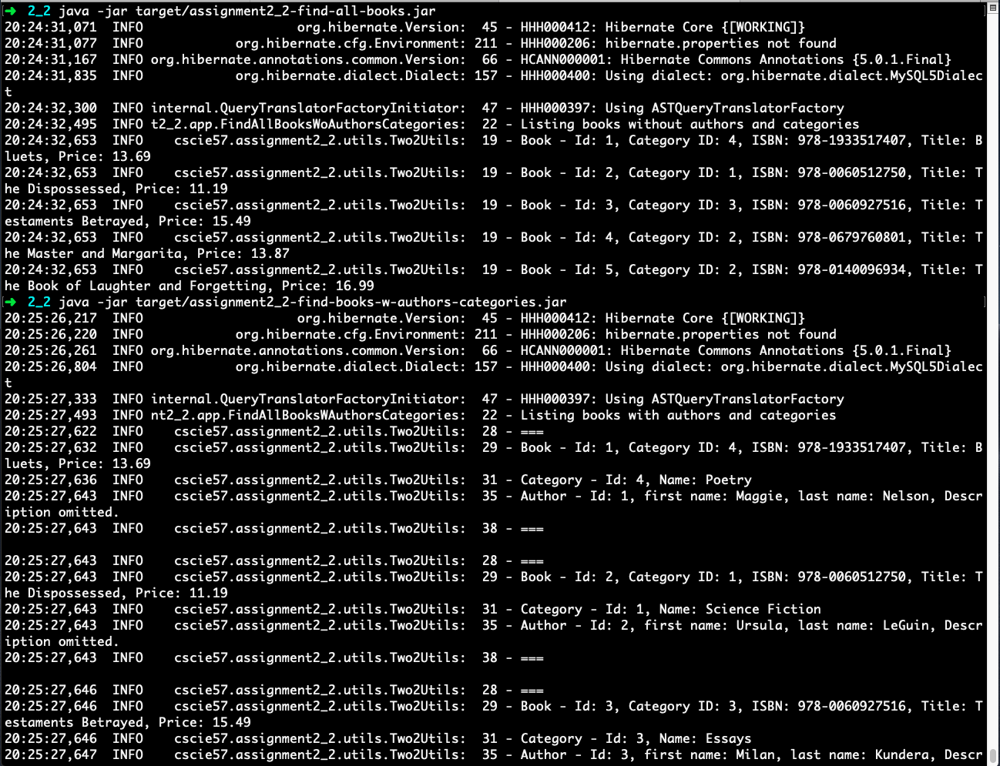 ➜ 2_2 java -jar target/assignment2_2-find-all-books.jar
20:24:31,071  INFO                    org.hibernate.Version:  45 - HHH000412: Hibernate Core {[WORKING]}
20:24:31,077  INFO            org.hibernate.cfg.Environment: 211 - HHH000206: hibernate.properties not found
20:24:31,167  INFO org.hibernate.annotations.common.Version:  66 - HCANN000001: Hibernate Commons Annotations {5.0.1.Final}
20:24:31,835  INFO            org.hibernate.dialect.Dialect: 157 - HHH000400: Using dialect: org.hibernate.dialect.MySQL5Dialec
t
20:24:32,300  INFO internal.QueryTranslatorFactoryInitiator:  47 - HHH000397: Using ASTQueryTranslatorFactory
20:24:32,495  INFO t2_2.app.FindAllBooksWoAuthorsCategories:  22 - Listing books without authors and categories
20:24:32,653  INFO    cscie57.assignment2_2.utils.Two2Utils:  19 - Book - Id: 1, Category ID: 4, ISBN: 978-1933517407, Title: B
luets, Price: 13.69
20:24:32,653  INFO    cscie57.assignment2_2.utils.Two2Utils:  19 - Book - Id: 2, Category ID: 1, ISBN: 978-0060512750, Title: T
he Dispossessed, Price: 11.19
20:24:32,653  INFO    cscie57.assignment2_2.utils.Two2Utils:  19 - Book - Id: 3, Category ID: 3, ISBN: 978-0060927516, Title: T
estaments Betrayed, Price: 15.49
20:24:32,653  INFO    cscie57.assignment2_2.utils.Two2Utils:  19 - Book - Id: 4, Category ID: 2, ISBN: 978-0679760801, Title: T
he Master and Margarita, Price: 13.87
20:24:32,653  INFO    cscie57.assignment2_2.utils.Two2Utils:  19 - Book - Id: 5, Category ID: 2, ISBN: 978-0140096934, Title: T
he Book of Laughter and Forgetting, Price: 16.99
➜ 2_2 java -jar target/assignment2_2-find-books-w-authors-categories.jar
20:25:26,217  INFO                    org.hibernate.Version:  45 - HHH000412: Hibernate Core {[WORKING]}
20:25:26,220  INFO            org.hibernate.cfg.Environment: 211 - HHH000206: hibernate.properties not found
20:25:26,261  INFO org.hibernate.annotations.common.Version:  66 - HCANN000001: Hibernate Commons Annotations {5.0.1.Final}
20:25:26,804  INFO            org.hibernate.dialect.Dialect: 157 - HHH000400: Using dialect: org.hibernate.dialect.MySQL5Dialec
t
20:25:27,333  INFO internal.QueryTranslatorFactoryInitiator:  47 - HHH000397: Using ASTQueryTranslatorFactory
20:25:27,493  INFO nt2_2.app.FindAllBooksWAuthorsCategories:  22 - Listing books with authors and categories
20:25:27,622  INFO    cscie57.assignment2_2.utils.Two2Utils:  28 - ===
20:25:27,632  INFO    cscie57.assignment2_2.utils.Two2Utils:  29 - Book - Id: 1, Category ID: 4, ISBN: 978-1933517407, Title: B
luets, Price: 13.69
20:25:27,636  INFO    cscie57.assignment2_2.utils.Two2Utils:  31 - Category - Id: 4, Name: Poetry
20:25:27,643  INFO    cscie57.assignment2_2.utils.Two2Utils:  35 - Author - Id: 1, first name: Maggie, last name: Nelson, Descr
iption omitted.
20:25:27,643  INFO    cscie57.assignment2_2.utils.Two2Utils:  38 - ===
20:25:27,643  INFO    cscie57.assignment2_2.utils.Two2Utils:  28 - ===
20:25:27,643  INFO    cscie57.assignment2_2.utils.Two2Utils:  29 - Book - Id: 2, Category ID: 1, ISBN: 978-0060512750, Title: T
he Dispossessed, Price: 11.19
20:25:27,643  INFO    cscie57.assignment2_2.utils.Two2Utils:  31 - Category - Id: 1, Name: Science Fiction
20:25:27,643  INFO    cscie57.assignment2_2.utils.Two2Utils:  35 - Author - Id: 2, first name: Ursula, last name: LeGuin, Descr
iption omitted.
20:25:27,643  INFO    cscie57.assignment2_2.utils.Two2Utils:  38 - ===
20:25:27,646  INFO    cscie57.assignment2_2.utils.Two2Utils:  28 - ===
20:25:27,646  INFO    cscie57.assignment2_2.utils.Two2Utils:  29 - Book - Id: 3, Category ID: 3, ISBN: 978-0060927516, Title: T
estaments Betrayed, Price: 15.49
20:25:27,646  INFO    cscie57.assignment2_2.utils.Two2Utils:  31 - Category - Id: 3, Name: Essays
20:25:27,647  INFO    cscie57.assignment2_2.utils.Two2Utils:  35 - Author - Id: 3, first name: Milan, last name: Kundera, Descr